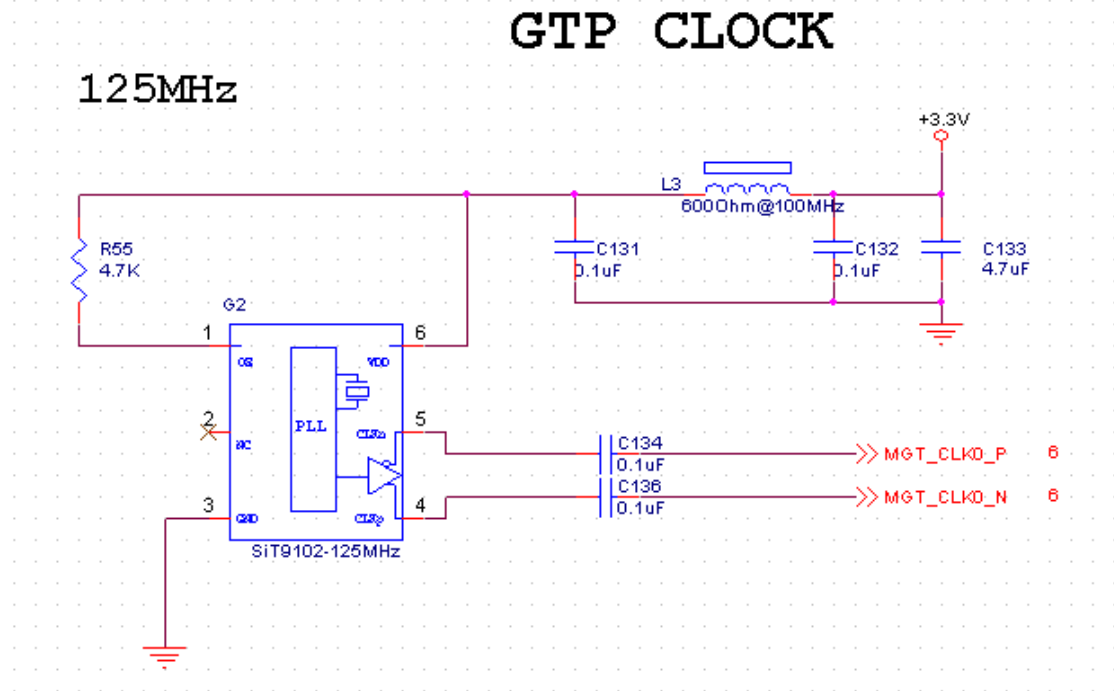 GTP CLOCK
125MHz
+3.3V
L3
600Ohm@100MHz
R55
4.7K
C131
0.1uF
C132
0.1uF
C133
4.7uF
G2
1
6
OE
VDD
2
5
NC
PLL
CLKn
C134
0.1uF
MGT_CLK0_P 6
C136
0.1uF
MGT_CLK0_N 6
3
4
GND
CLKp
SiT9102-125MHz